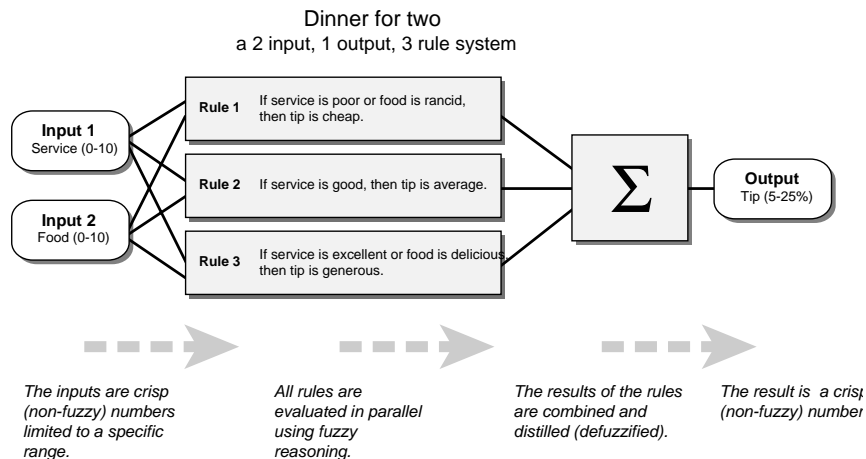 Dinner for two
a 2 input, 1 output, 3 rule system
Input 1
Service (0-10)
Input 2
Food (0-10)
Rule 1
If service is poor or food is rancid,
then tip is cheap.
Rule 2
If service is good, then tip is average.
Rule 3
If service is excellent or food is delicious,
then tip is generous.
Σ
Output
Tip (5-25%)
The inputs are crisp
(non-fuzzy) numbers
limited to a specific
range.
All rules are
evaluated in parallel
using fuzzy
reasoning.
The results of the rules
are combined and
distilled (defuzzified).
The result is a crisp
(non-fuzzy) number